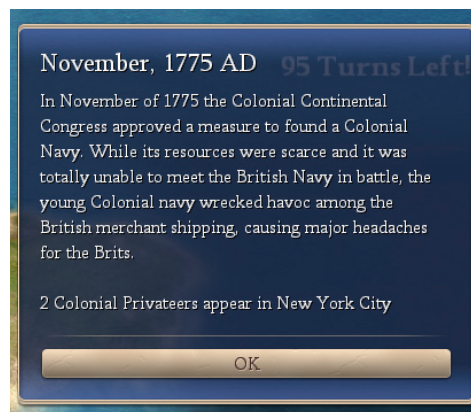 November, 1775 AD
95 Turns Left!
In November of 1775 the Colonial Continental
Congress approved a measure to found a Colonial
Navy. While its resources were scarce and it was
totally unable to meet the British Navy in battle, the
young Colonial navy wrecked havoc among the
British merchant shipping, causing major headaches
for the Brits.
2 Colonial Privateers appear in New York City
OK